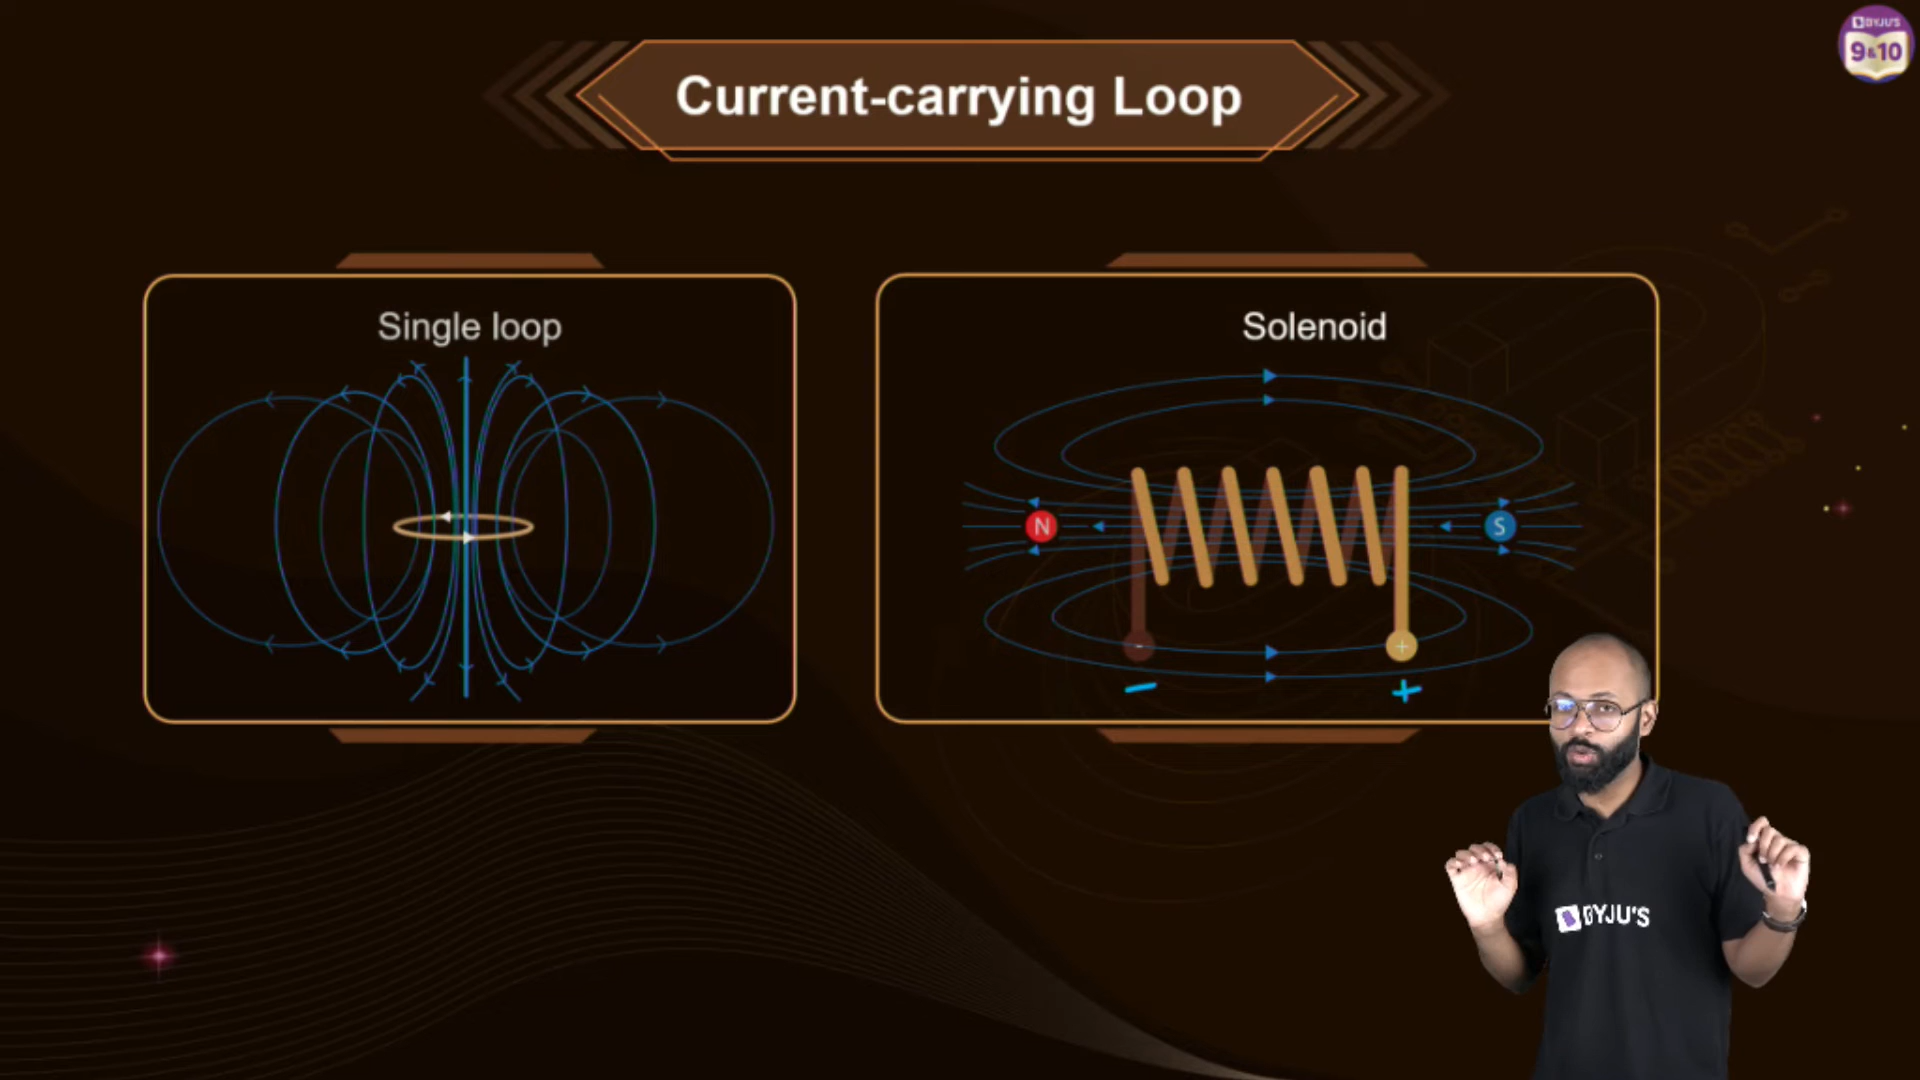 BYJU'S
9&10
Current-carrying Loop
Single loop
Solenoid
N
S
- +
− +
BYJU'S